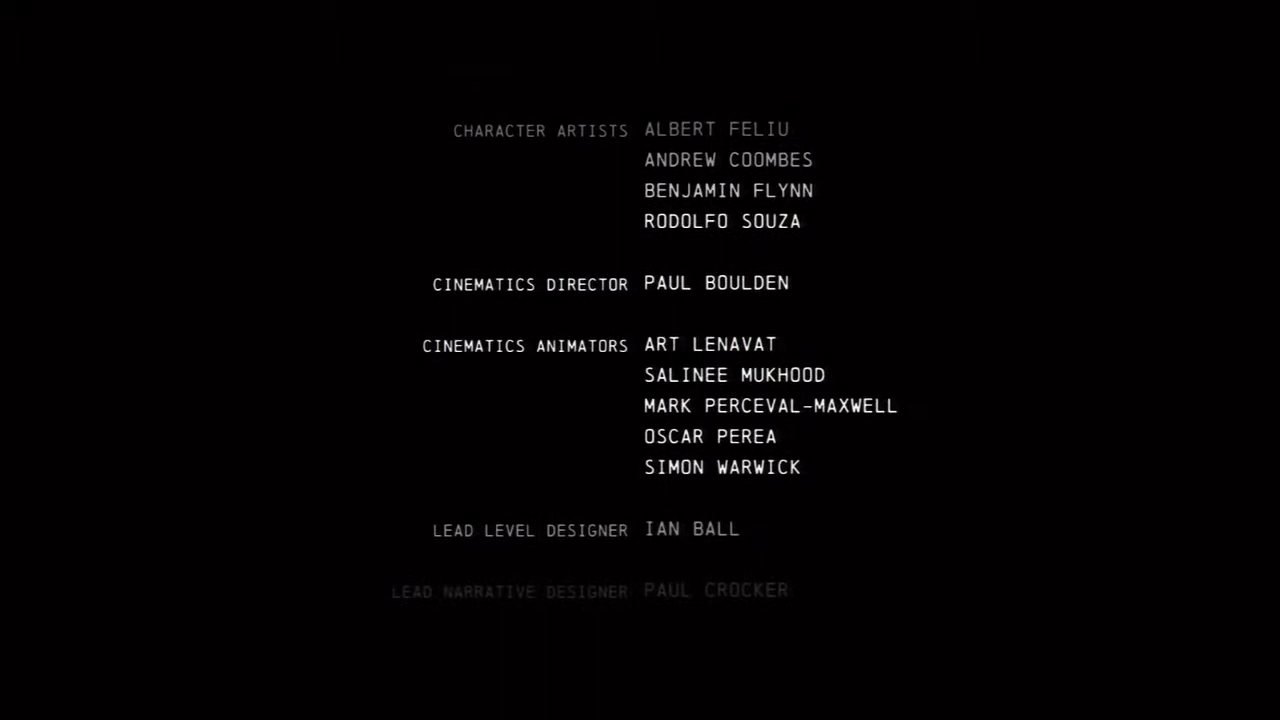 CHARACTER ARTISTS ALBERT FELIU
ANDREW COOMBES
BENJAMIN FLYNN
RODOLFO SOUZA
CINEMATICS DIRECTOR PAUL BOULDEN
CINEMATICS ANIMATORS ART LENAVAT
SALINEE MUKHOOD
MARK PERCEVAL-MAXWELL
OSCAR PEREA
SIMON WARWICK
LEAD LEVEL DESIGNER IAN BALL
LEAD NARRATIVE DESIGNER PAUL CROCKER